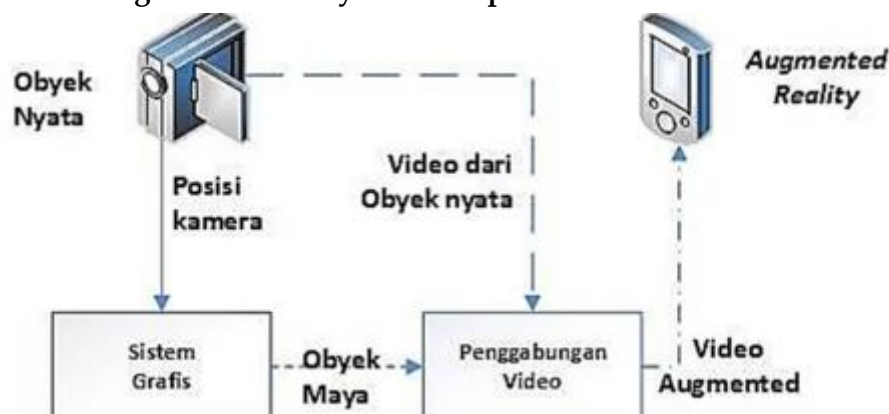 Obyek
Nyata
Augmented
Reality
Posisi
kamera
Video dari
Obyek nyata
Sistem
Grafis
Obyek
Maya
Penggabungan
Video
Video
Augmented